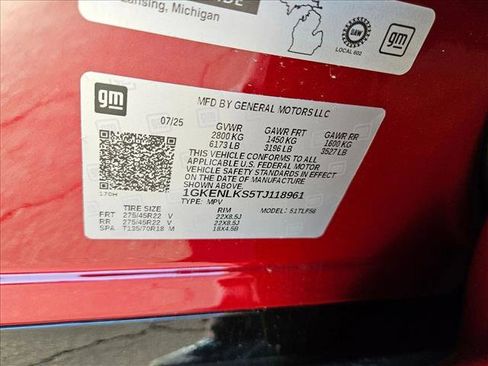 Lansing, Michigan
UAW
LOCAL 602
gm
gm
MFD BY GENERAL MOTORS LLC
07/25
GVWR GAWR FRT GAWR RR
2800 KG 1450 KG 1600 KG
6173 LB 3196 LB 3527 LB
THIS VEHICLE CONFORMS TO ALL
APPLICABLE U.S. FEDERAL MOTOR
VEHICLE SAFETY STANDARDS IN EFFECT
ON THE DATE OF MANUFACTURE SHOWN ABOVE.
1GKENLKS5TJ118961
TYPE: MPV MODEL: 51TLFS6
170H
TIRE SIZE RIM
FRT 275/45R22 V 22X8.5J
RR 275/45R22 V 22X8.5J
SPA T135/70R18 M 18X4.5B